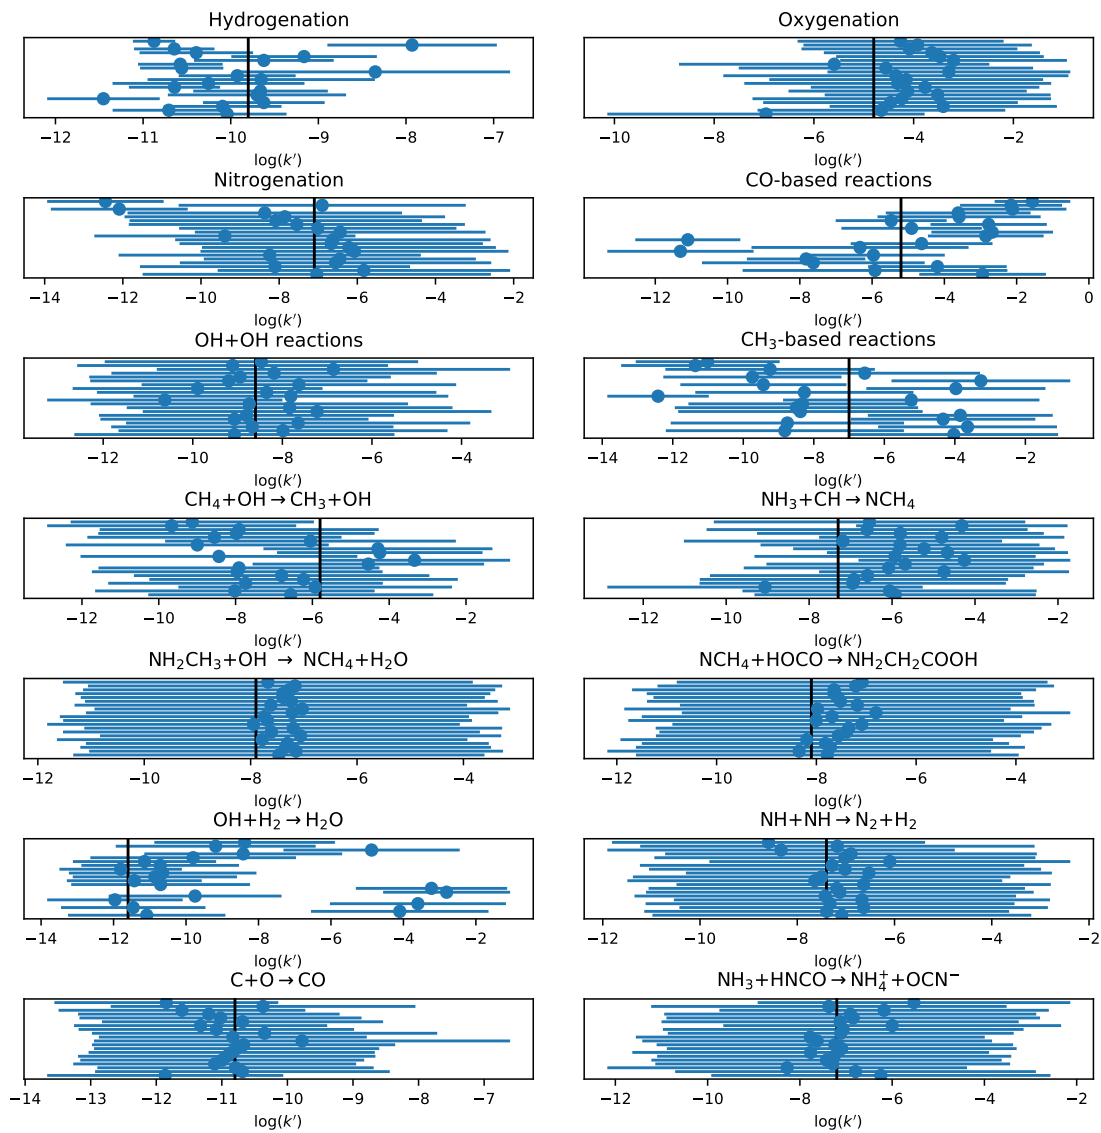 Hydrogenation
−12 −11 −10 −9 −8 −7
log(k′)
Oxygenation
−10 −8 −6 −4 −2
log(k′)
Nitrogenation
−14 −12 −10 −8 −6 −4 −2
log(k′)
CO-based reactions
−12 −10 −8 −6 −4 −2 0
log(k′)
OH+OH reactions
−12 −10 −8 −6 −4
log(k′)
CH₃-based reactions
−14 −12 −10 −8 −6 −4 −2
log(k′)
CH₄+OH→CH₃+OH
−12 −10 −8 −6 −4 −2
log(k′)
NH₃+CH→NCH₄
−12 −10 −8 −6 −4 −2
log(k′)
NH₂CH₃+OH → NCH₄+H₂O
−12 −10 −8 −6 −4
log(k′)
NCH₄+HOCO→NH₂CH₂COOH
−12 −10 −8 −6 −4
log(k′)
OH+H₂→H₂O
−14 −12 −10 −8 −6 −4 −2
log(k′)
NH+NH→N₂+H₂
−12 −10 −8 −6 −4 −2
log(k′)
C+O→CO
−14 −13 −12 −11 −10 −9 −8 −7
log(k′)
NH₃+HNCO→NH₄⁺+OCN⁻
−12 −10 −8 −6 −4 −2
log(k′)